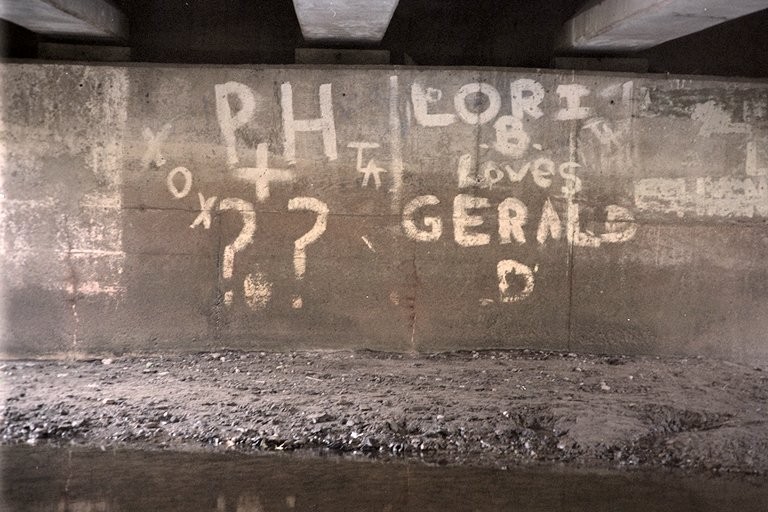 PH
+
??
X
O
X
LORI
.B.
Loves
GERALD
.D